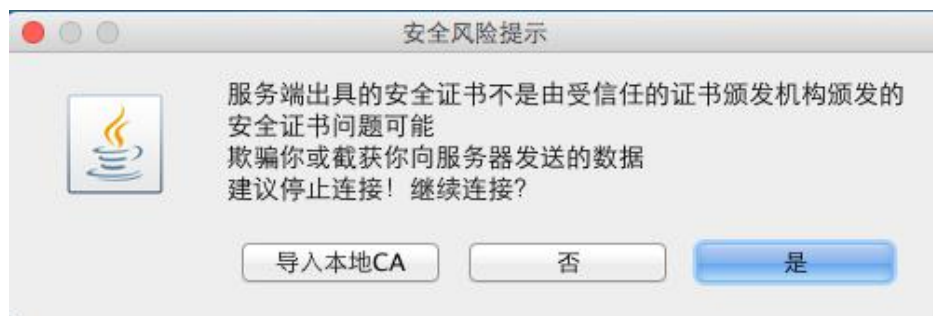 安全风险提示
服务端出具的安全证书不是由受信任的证书颁发机构颁发的
安全证书问题可能
欺骗你或截获你向服务器发送的数据
建议停止连接！继续连接?
导入本地CA 否 是